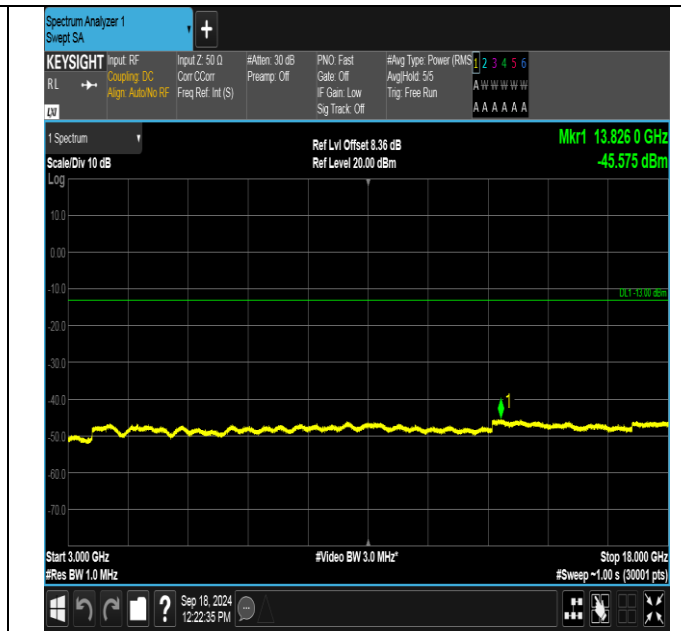 Spectrum Analyzer 1
Swept SA
+
KEYSIGHT Input: RF Input Z: 50 Ω #Atten: 30 dB PNO: Fast #Avg Type: Power (RMS 1 2 3 4 5 6
RL Coupling: DC Corr CCorr Preamp: Off Gate: Off Avg|Hold: 5/5 A W W W W W
Align: Auto/No RF Freq Ref: Int (S) IF Gain: Low Trig: Free Run
Sig Track: Off A A A A A A
1 Spectrum Ref Lvl Offset 8.36 dB Mkr1 13.826 0 GHz
Scale/Div 10 dB Ref Level 20.00 dBm -45.575 dBm
Log
10.0
0.00
-10.0
DL1 -13.00 dBm
-20.0
-30.0
-40.0
1
-50.0
-60.0
-70.0
Start 3.000 GHz #Video BW 3.0 MHz* Stop 18.000 GHz
#Res BW 1.0 MHz #Sweep ~1.00 s (30001 pts)
? Sep 18, 2024
12:22:35 PM